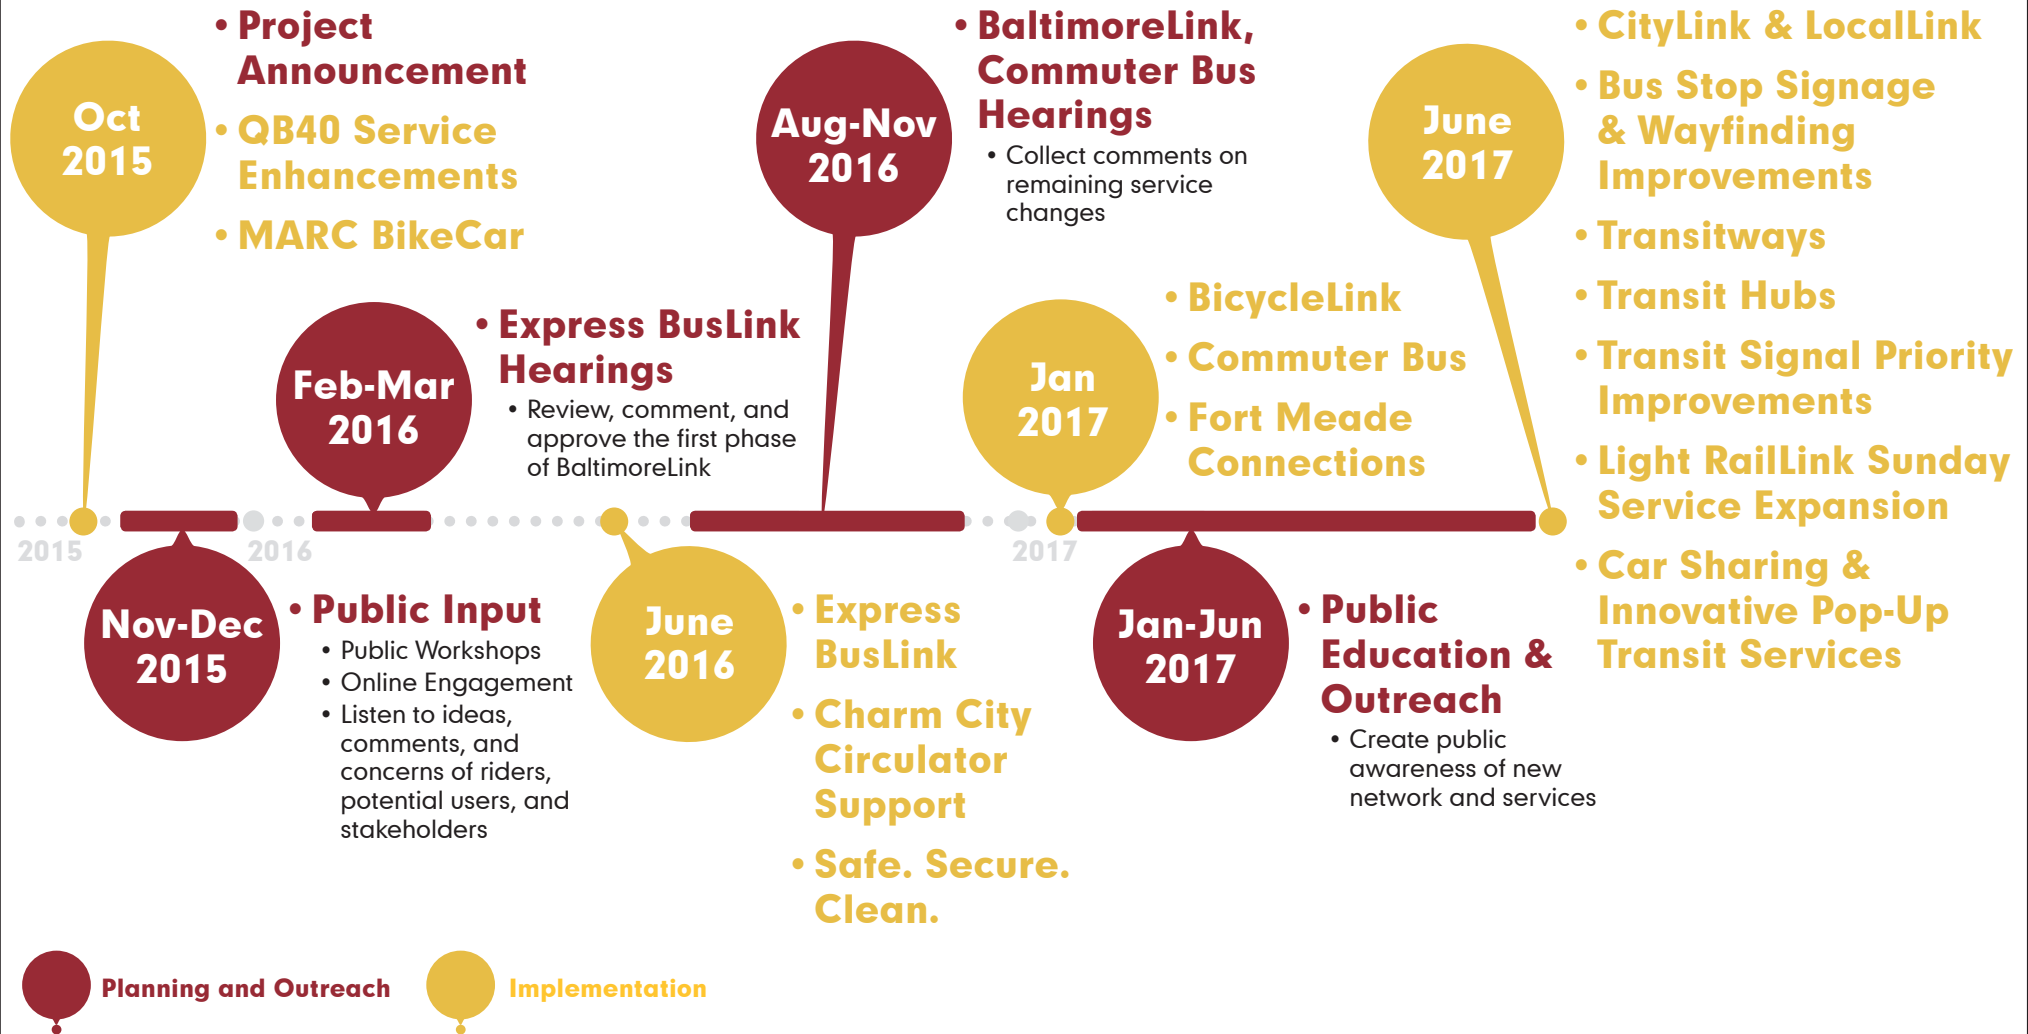 Oct
2015
• Project
Announcement
• QB40 Service
Enhancements
• MARC BikeCar
Nov-Dec
2015
• Public Input
• Public Workshops
• Online Engagement
• Listen to ideas,
comments, and
concerns of riders,
potential users, and
stakeholders
Feb-Mar
2016
• Express BusLink
Hearings
• Review, comment, and
approve the first phase
of BaltimoreLink
June
2016
• Express
BusLink
• Charm City
Circulator
Support
• Safe. Secure.
Clean.
Aug-Nov
2016
• BaltimoreLink,
Commuter Bus
Hearings
• Collect comments on
remaining service
changes
Jan
2017
• BicycleLink
• Commuter Bus
• Fort Meade
Connections
Jan-Jun
2017
• Public
Education &
Outreach
• Create public
awareness of new
network and services
June
2017
• CityLink & LocalLink
• Bus Stop Signage
& Wayfinding
Improvements
• Transitways
• Transit Hubs
• Transit Signal Priority
Improvements
• Light RailLink Sunday
Service Expansion
• Car Sharing &
Innovative Pop-Up
Transit Services
2015
2016
2017
Planning and Outreach
Implementation